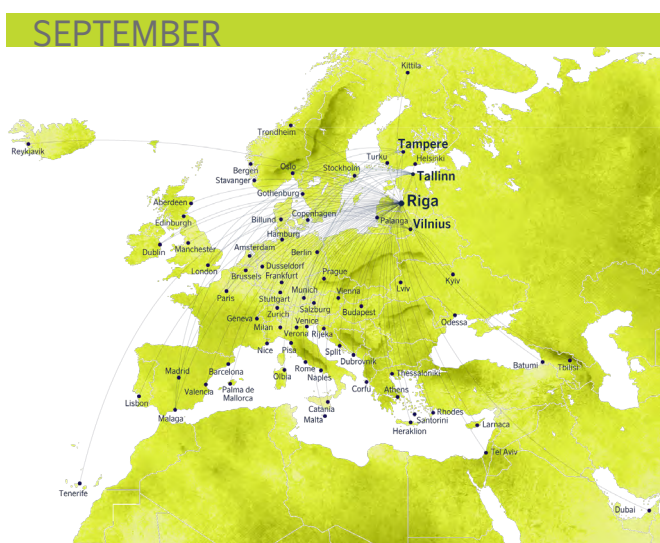 SEPTEMBER
Kittila
Trondheim
Reykjavik
Tampere
Turku
Helsinki
Bergen
Oslo
Stockholm
Tallinn
Stavanger
Gothenburg
Riga
Aberdeen
Edinburgh
Billund
Copenhagen
Palanga
Vilnius
Hamburg
Dublin
Manchester
Amsterdam
Berlin
London
Brussels
Dusseldorf
Frankfurt
Prague
Lviv
Kyiv
Paris
Stuttgart
Munich
Vienna
Salzburg
Budapest
Zurich
Geneva
Milan
Venice
Verona
Rijeka
Odessa
Nice
Pisa
Split
Dubrovnik
Batumi
Tbilisi
Madrid
Barcelona
Olbia
Rome
Naples
Corfu
Thessaloniki
Athens
Valencia
Palma de
Mallorca
Lisbon
Malaga
Catania
Malta
Rhodes
Santorini
Heraklion
Larnaca
Tel Aviv
Tenerife
Dubai